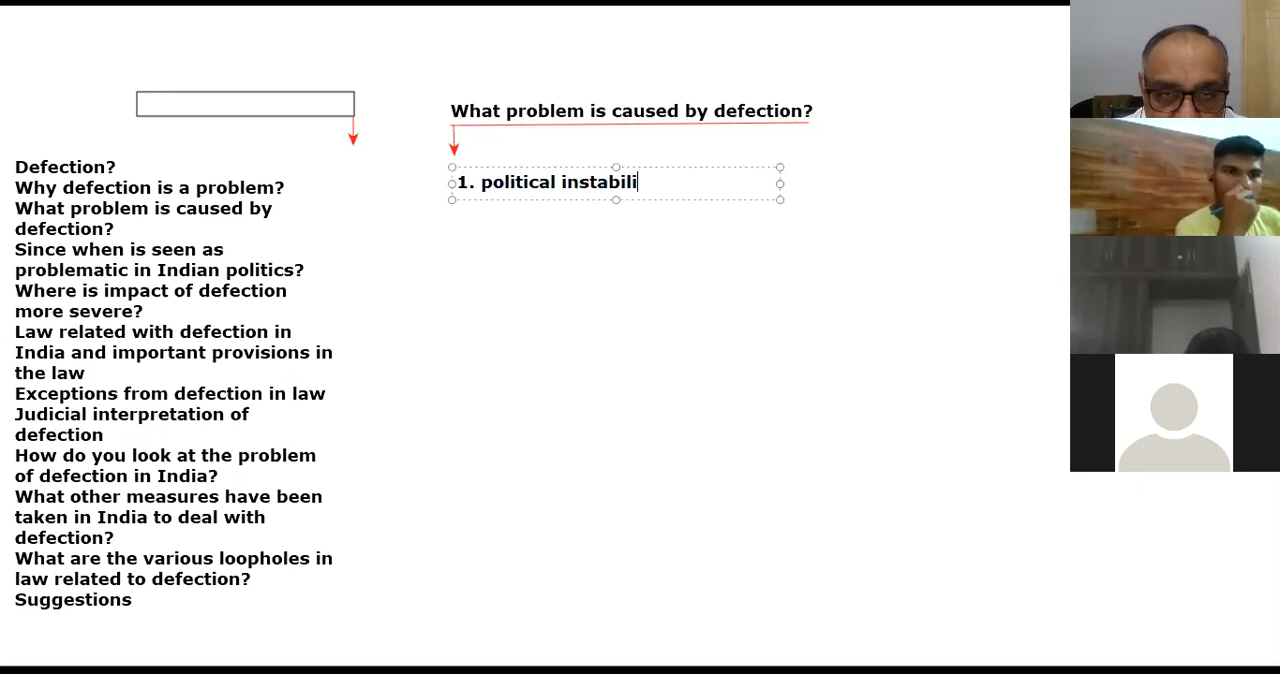 Defection?
Why defection is a problem?
What problem is caused by
defection?
Since when is seen as
problematic in Indian politics?
Where is impact of defection
more severe?
Law related with defection in
India and important provisions in
the law
Exceptions from defection in law
Judicial interpretation of
defection
How do you look at the problem
of defection in India?
What other measures have been
taken in India to deal with
defection?
What are the various loopholes in
law related to defection?
Suggestions
What problem is caused by defection?
1. political instabili